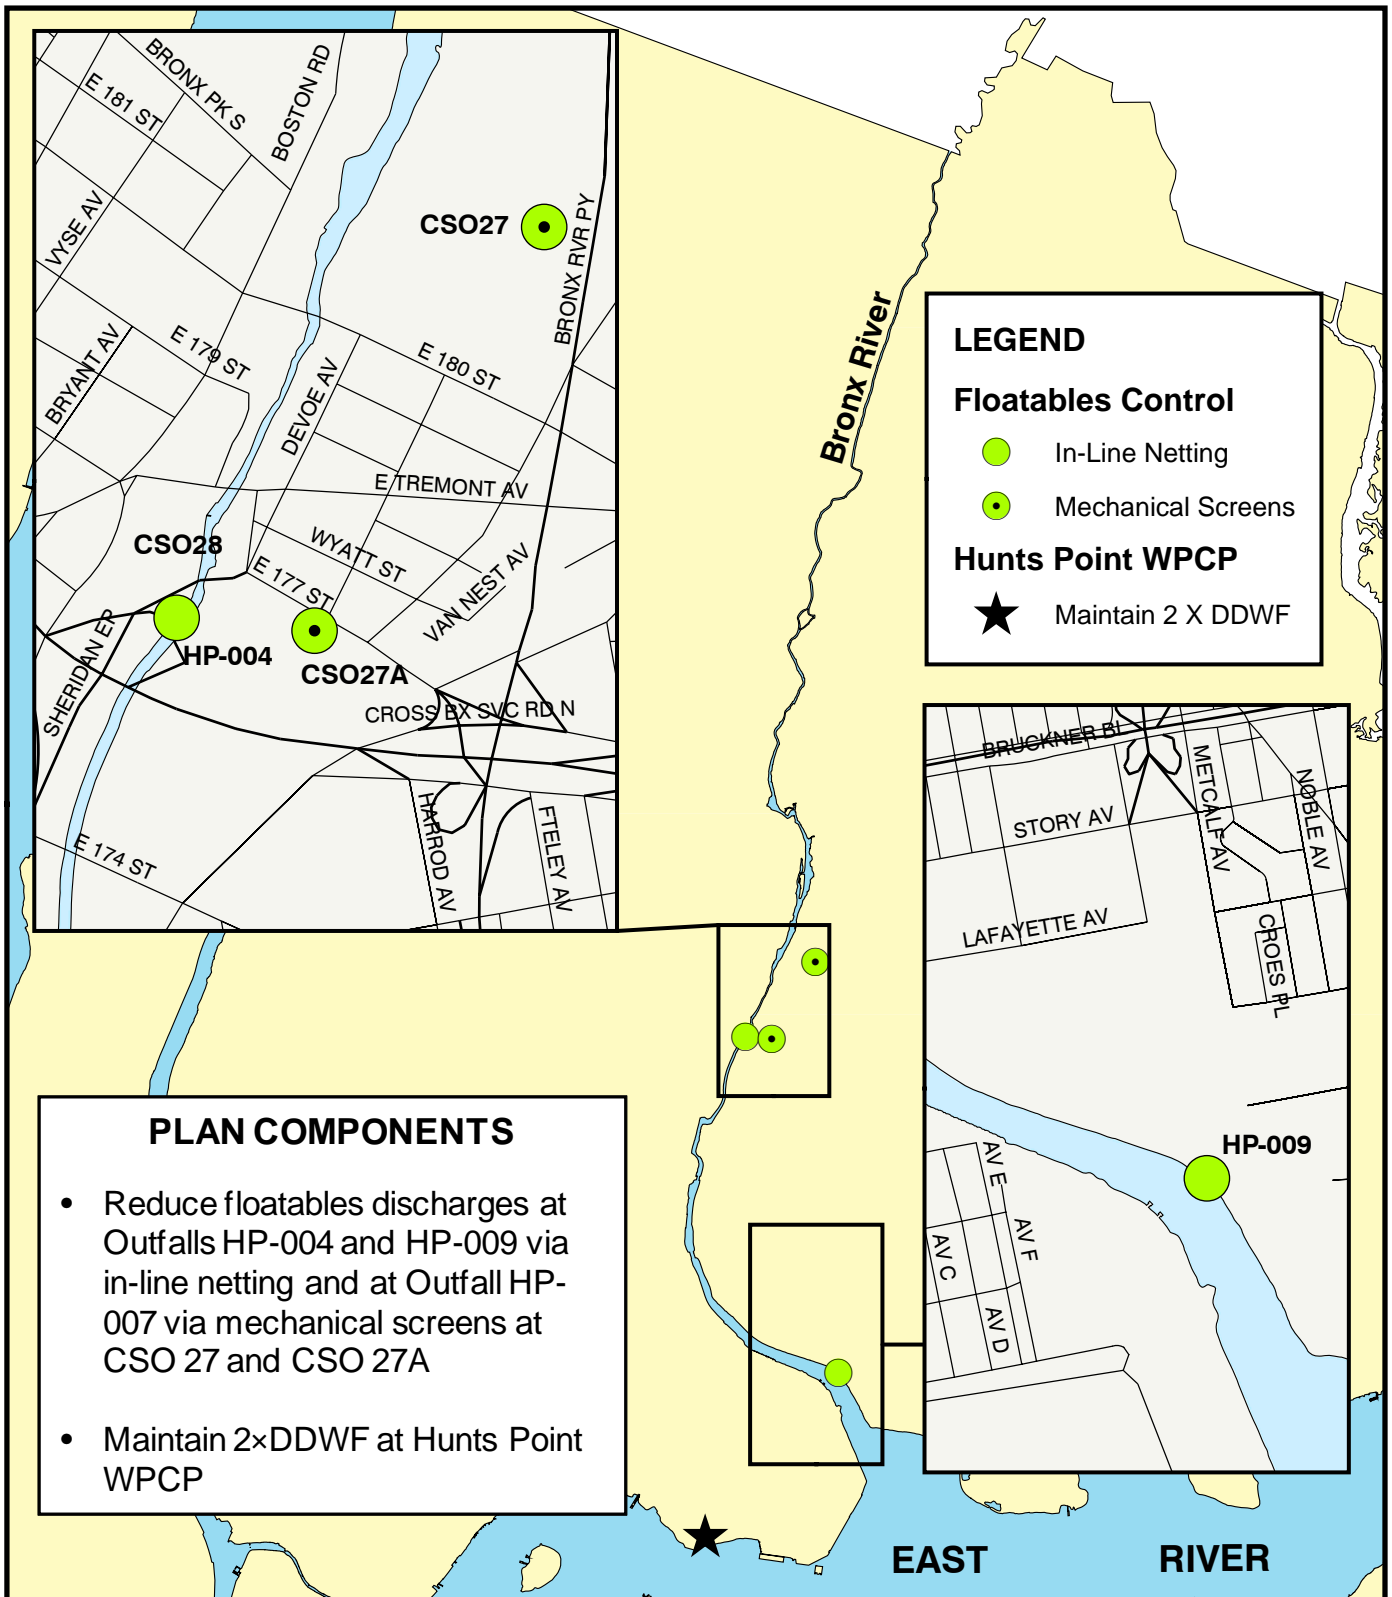 BRONX PK S
BOSTON RD
E 181 ST
VYSE AV
CSO27
BRONX RVR PY
E 179 ST
BRYANT AV
DEVOE AV
E 180 ST
E TREMONT AV
CSO28
WYATT ST
E 177 ST
VAN NEST AV
SHERIDAN EP
HP-004
CSO27A
CROSS BX SVC RD N
HARROD AV
FTELEY AV
E 174 ST
Bronx River
LEGEND
Floatables Control
In-Line Netting
Mechanical Screens
Hunts Point WPCP
Maintain 2 X DDWF
BRUCKNER Bl
METCALF AV
NOBLE AV
STORY AV
LAFAYETTE AV
CROES PL
HP-009
AV E
AV F
AV C
AV D
PLAN COMPONENTS
• Reduce floatables discharges at
Outfalls HP-004 and HP-009 via
in-line netting and at Outfall HP-
007 via mechanical screens at
CSO 27 and CSO 27A
• Maintain 2×DDWF at Hunts Point
WPCP
EAST RIVER